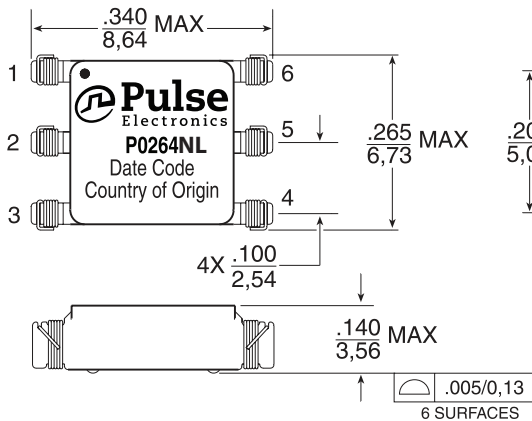 .340
8,64 MAX
1
6
Pulse
Electronics
2
5
P0264NL
Date Code
Country of Origin
3
4
.265
6,73 MAX
4X .100
2,54
.140
3,56 MAX
.005/0,13
6 SURFACES